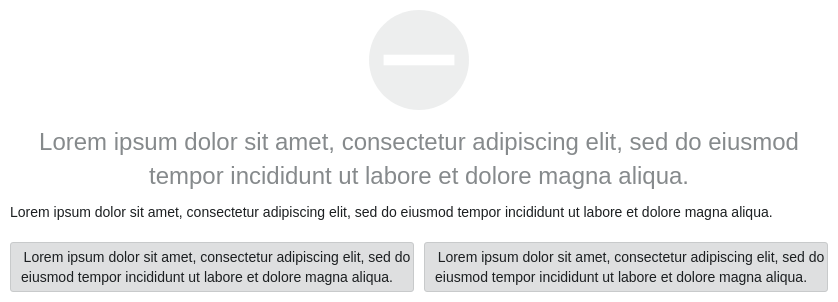 Lorem ipsum dolor sit amet, consectetur adipiscing elit, sed do eiusmod
tempor incididunt ut labore et dolore magna aliqua.
Lorem ipsum dolor sit amet, consectetur adipiscing elit, sed do eiusmod tempor incididunt ut labore et dolore magna aliqua.
Lorem ipsum dolor sit amet, consectetur adipiscing elit, sed do
eiusmod tempor incididunt ut labore et dolore magna aliqua.
Lorem ipsum dolor sit amet, consectetur adipiscing elit, sed do
eiusmod tempor incididunt ut labore et dolore magna aliqua.